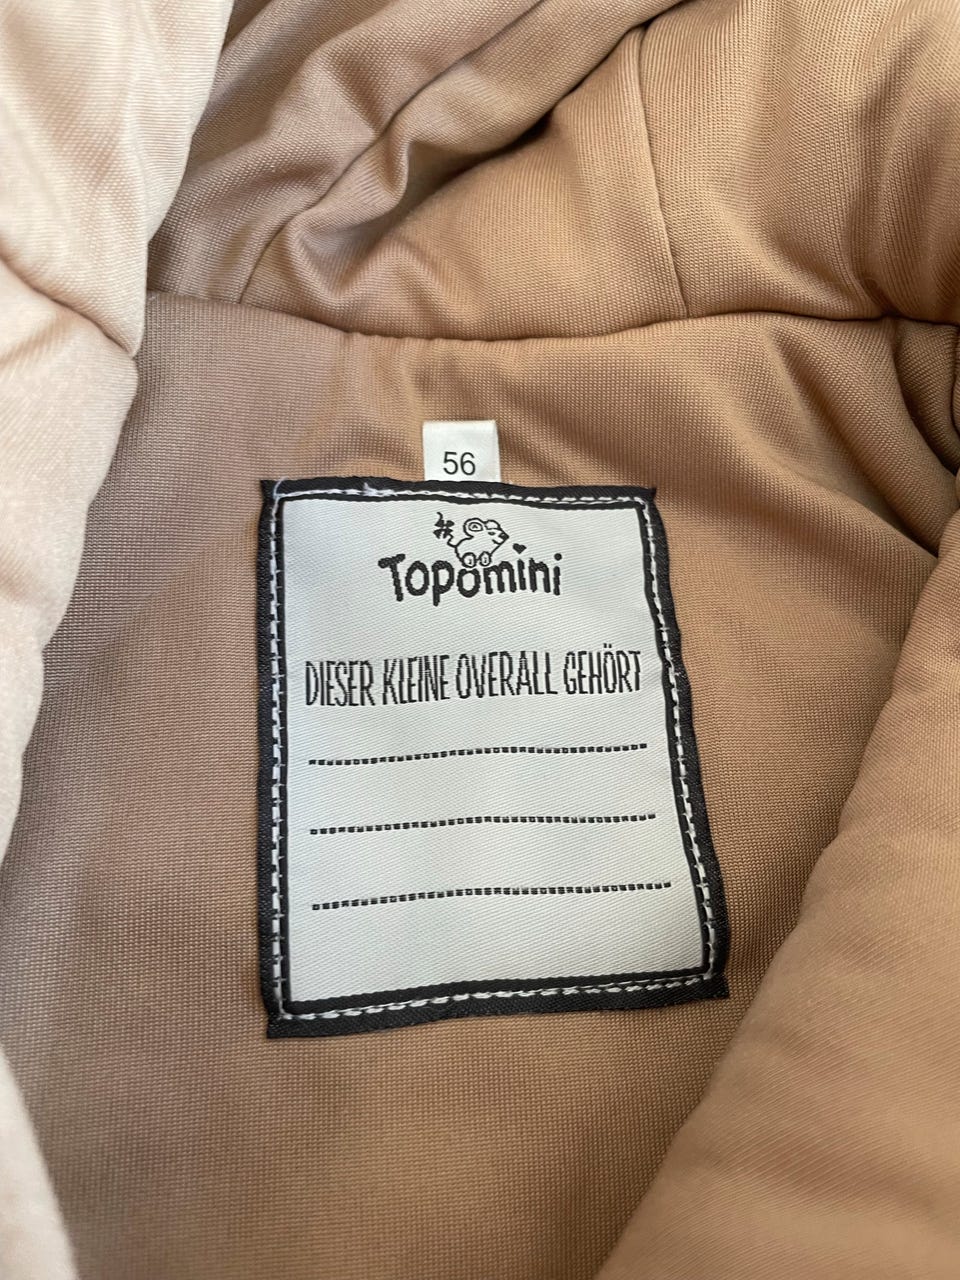 56
Topomini
DIESER KLEINE OVERALL GEHÖRT